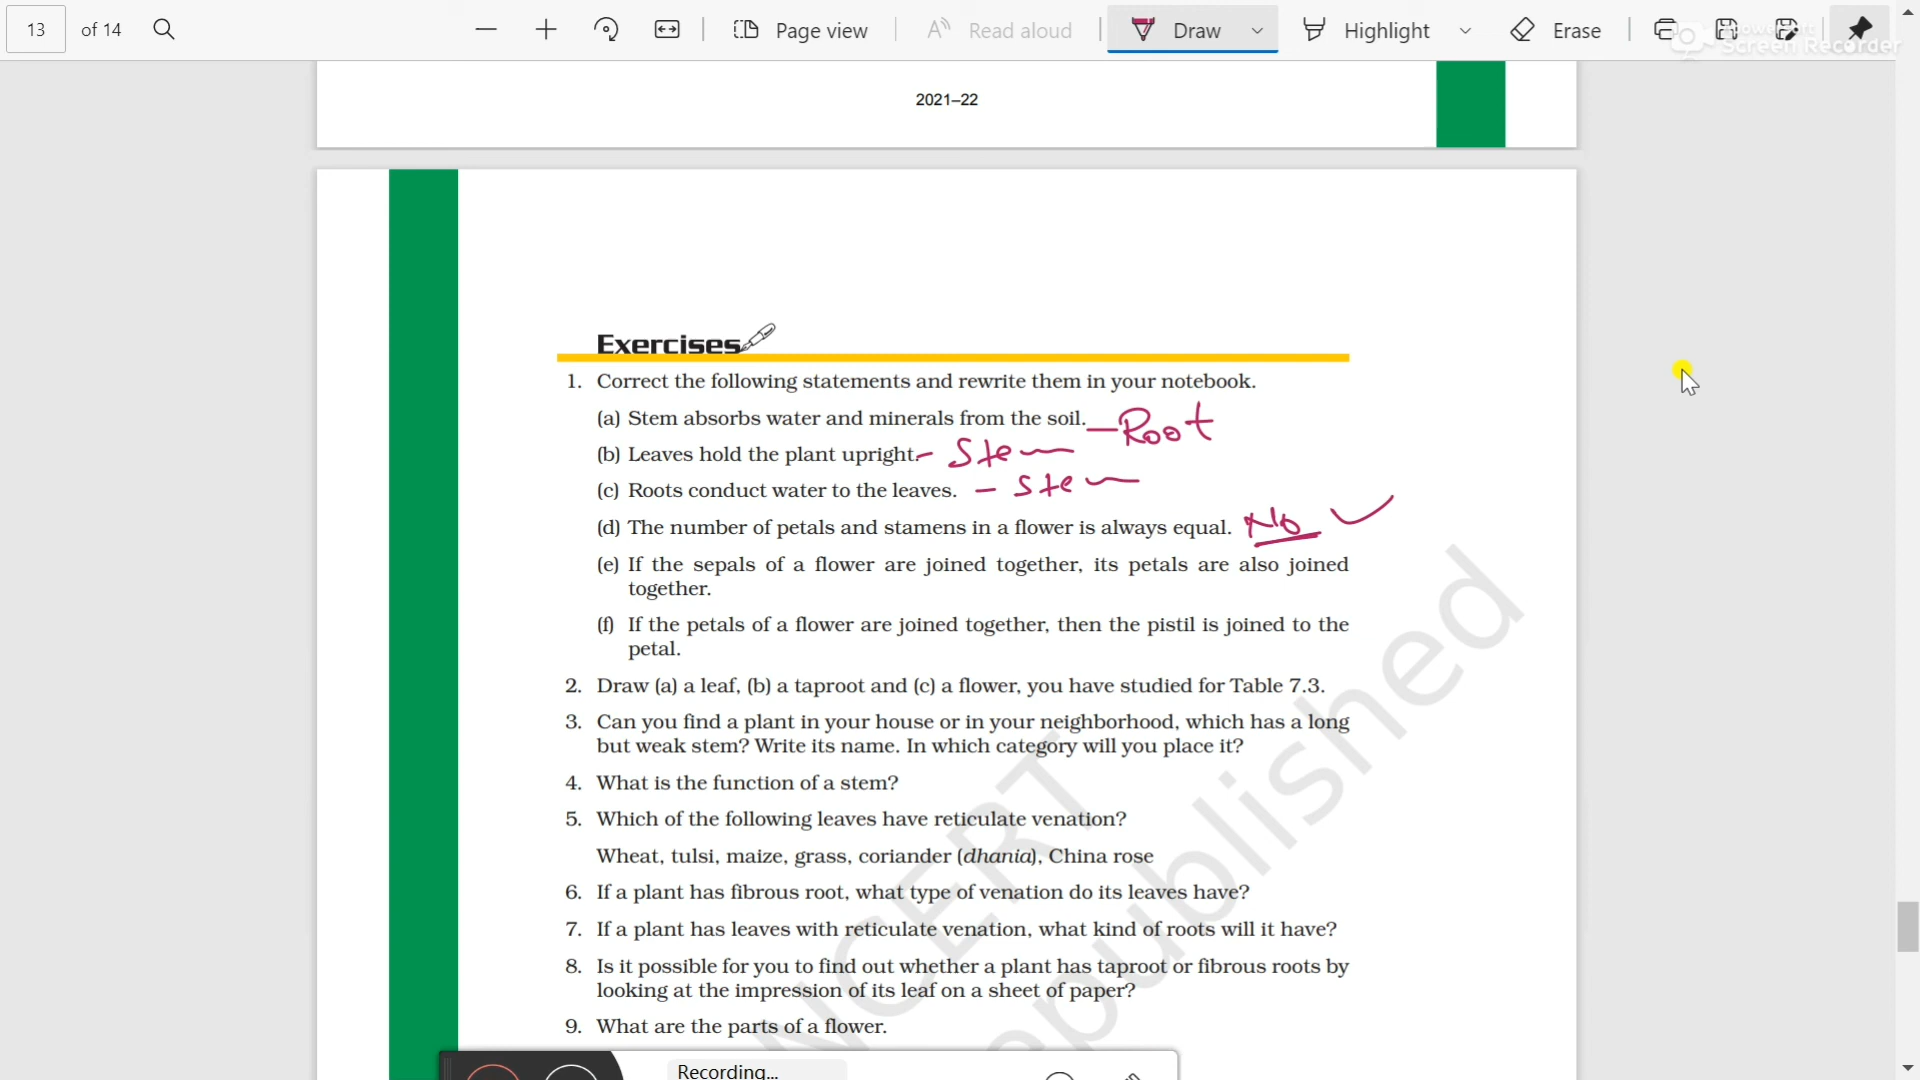 13 of 14 Page view Read aloud Draw Highlight Erase
Screen Recorder
2021–22
Exercises
1. Correct the following statements and rewrite them in your notebook.
(a) Stem absorbs water and minerals from the soil. – Root
(b) Leaves hold the plant upright. - Stem
(c) Roots conduct water to the leaves. - Stem
(d) The number of petals and stamens in a flower is always equal. No
(e) If the sepals of a flower are joined together, its petals are also joined
together.
(f) If the petals of a flower are joined together, then the pistil is joined to the
petal.
2. Draw (a) a leaf, (b) a taproot and (c) a flower, you have studied for Table 7.3.
3. Can you find a plant in your house or in your neighborhood, which has a long
but weak stem? Write its name. In which category will you place it?
4. What is the function of a stem?
5. Which of the following leaves have reticulate venation?
Wheat, tulsi, maize, grass, coriander (dhania), China rose
6. If a plant has fibrous root, what type of venation do its leaves have?
7. If a plant has leaves with reticulate venation, what kind of roots will it have?
8. Is it possible for you to find out whether a plant has taproot or fibrous roots by
looking at the impression of its leaf on a sheet of paper?
9. What are the parts of a flower.
NCERT
republished
Recording...